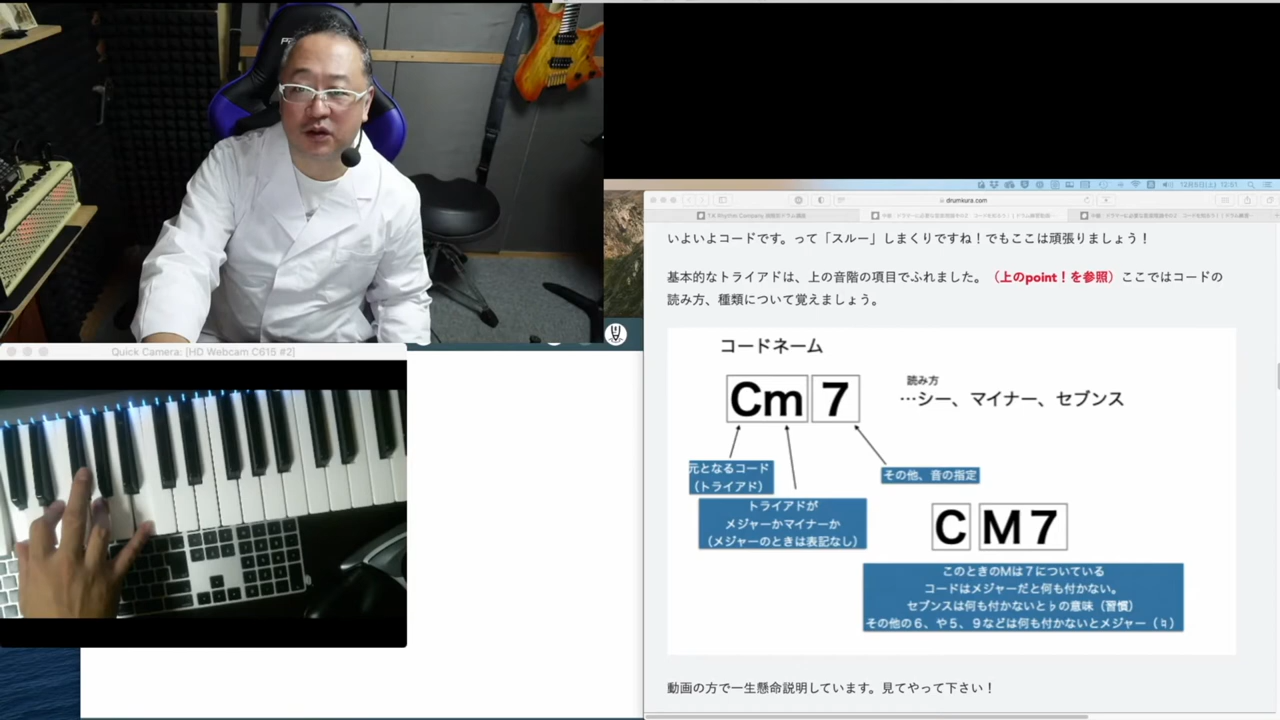 Quick Camera: [HD Webcam C615 #2]
12月5日(土) 12:51
drumkura.com
いよいよコードです。って「スルー」しまくりですね！でもここは頑張りましょう！
基本的なトライアドは、上の音階の項目でふれました。（上のpoint！を参照）ここではコードの
読み方、種類について覚えましょう。
コードネーム
Cm 7
読み方
…シー、マイナー、セブンス
元となるコード
（トライアド）
その他、音の指定
トライアドが
メジャーかマイナーか
（メジャーのときは表記なし）
C M7
このときのMは７についている
コードはメジャーだと何も付かない。
セブンスは何も付かないと♭の意味（習慣）
その他の６、や５、９などは何も付かないとメジャー（♮）
動画の方で一生懸命説明しています。見てやって下さい！